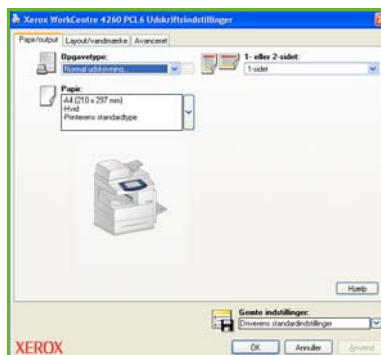 Xerox WorkCentre 4260 PCL6 Udskriftsindstillinger
Papir/output
Layout/vandmærke
Avanceret
Opgavetype:
Normal udskrivning...
1- eller 2-sidet:
1-sidet
Papir:
-A4 (210 x 297 mm)
-Hvid
-Printerens standardtype
Hjælp
Gemte indstillinger:
Driverens standardindstillinger
XEROX
OK
Annuller
Anvend